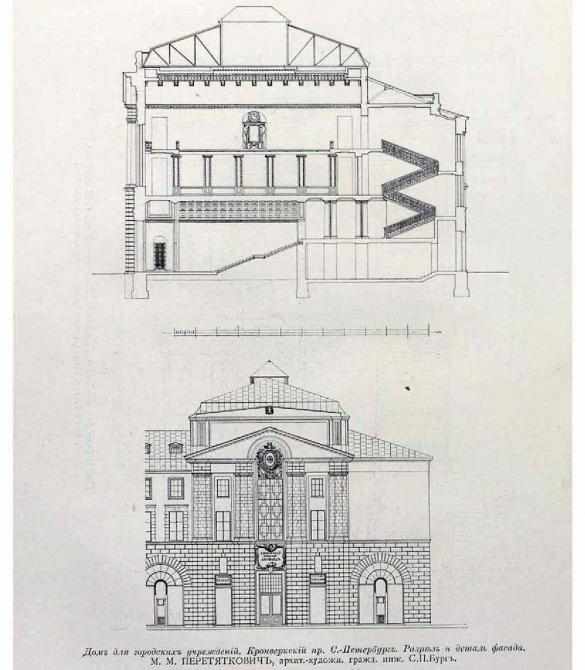 Домъ для городскихъ учрежденій, Кронверкскій пр. С.-Петербургъ. Разрѣзъ и деталь фасада.
М. М. ПЕРЕТЯТКОВИЧЪ, архит.-художн. гражд. инж. С.П.Бургъ.